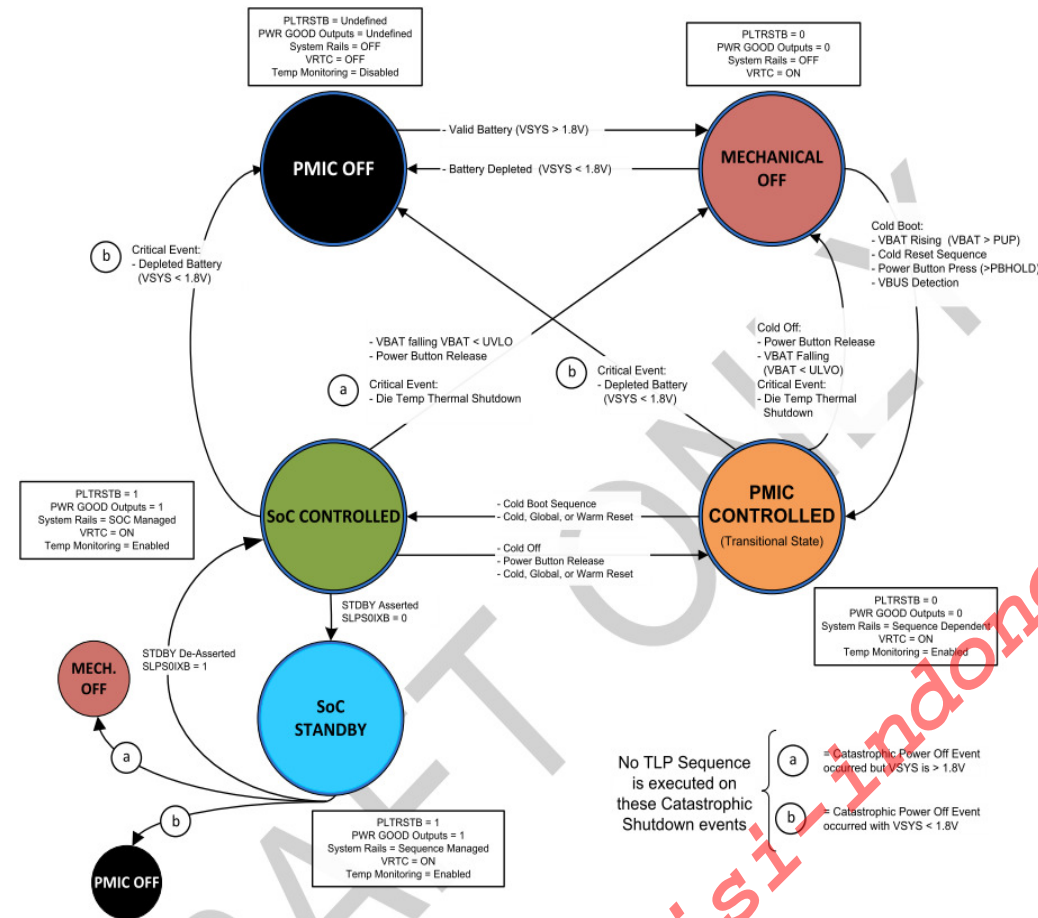 PLTRSTB = Undefined
PWR GOOD Outputs = Undefined
System Rails = OFF
VRTC = OFF
Temp Monitoring = Disabled
PLTRSTB = 0
PWR GOOD Outputs = 0
System Rails = OFF
VRTC = ON
PMIC OFF
- Valid Battery (VSYS > 1.8V)
- Battery Depleted (VSYS < 1.8V)
MECHANICAL
OFF
b
Critical Event:
- Depleted Battery
(VSYS < 1.8V)
Cold Boot:
- VBAT Rising (VBAT > PUP)
- Cold Reset Sequence
- Power Button Press (>PBHOLD)
- VBUS Detection
- VBAT falling VBAT < UVLO
- Power Button Release
a
Critical Event:
- Die Temp Thermal Shutdown
b
Critical Event:
- Depleted Battery
(VSYS < 1.8V)
Cold Off:
- Power Button Release
- VBAT Falling
(VBAT < ULVO)
Critical Event:
- Die Temp Thermal
Shutdown
PLTRSTB = 1
PWR GOOD Outputs = 1
System Rails = SOC Managed
VRTC = ON
Temp Monitoring = Enabled
SoC CONTROLLED
- Cold Boot Sequence
- Cold, Global, or Warm Reset
- Cold Off
- Power Button Release
- Cold, Global, or Warm Reset
PMIC
CONTROLLED
(Transitional State)
PLTRSTB = 0
PWR GOOD Outputs = 0
System Rails = Sequence Dependent
VRTC = ON
Temp Monitoring = Enabled
STDBY Asserted
SLPS0IXB = 0
STDBY De-Asserted
SLPS0IXB = 1
MECH.
OFF
SoC
STANDBY
a
b
PMIC OFF
PLTRSTB = 1
PWR GOOD Outputs = 1
System Rails = Sequence Managed
VRTC = ON
Temp Monitoring = Enabled
No TLP Sequence
is executed on
these Catastrophic
Shutdown events
a
= Catastrophic Power Off Event
occurred but VSYS is > 1.8V
b
= Catastrophic Power Off Event
occurred with VSYS < 1.8V
ONLY